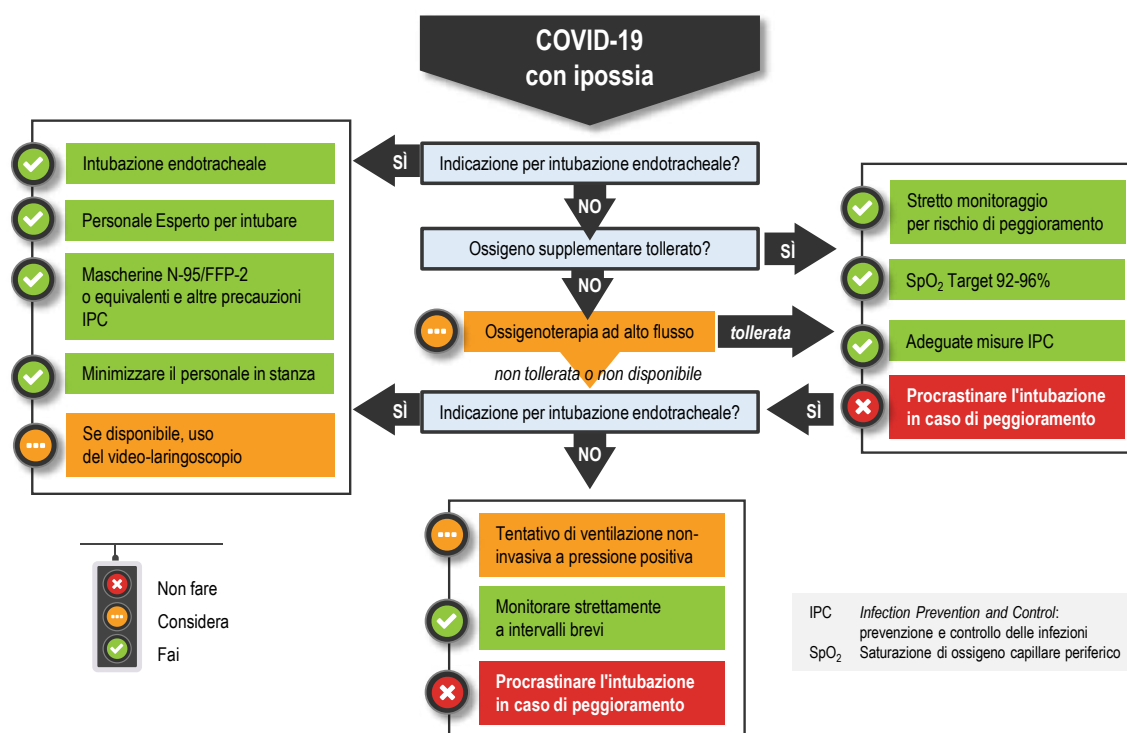 COVID-19
con ipossia
Indicazione per intubazione endotracheale?
SÌ
NO
Intubazione endotracheale
Personale Esperto per intubare
Mascherine N-95/FFP-2
o equivalenti e altre precauzioni
IPC
Minimizzare il personale in stanza
Se disponibile, uso
del video-laringoscopio
Ossigeno supplementare tollerato?
SÌ
NO
Stretto monitoraggio
per rischio di peggioramento
SpO₂ Target 92-96%
Adeguate misure IPC
Procrastinare l'intubazione
in caso di peggioramento
Ossigenoterapia ad alto flusso
tollerata
non tollerata o non disponibile
Indicazione per intubazione endotracheale?
SÌ
SÌ
NO
Tentativo di ventilazione non-
invasiva a pressione positiva
Monitorare strettamente
a intervalli brevi
Procrastinare l'intubazione
in caso di peggioramento
Non fare
Considera
Fai
IPC Infection Prevention and Control:
prevenzione e controllo delle infezioni
SpO₂ Saturazione di ossigeno capillare periferico